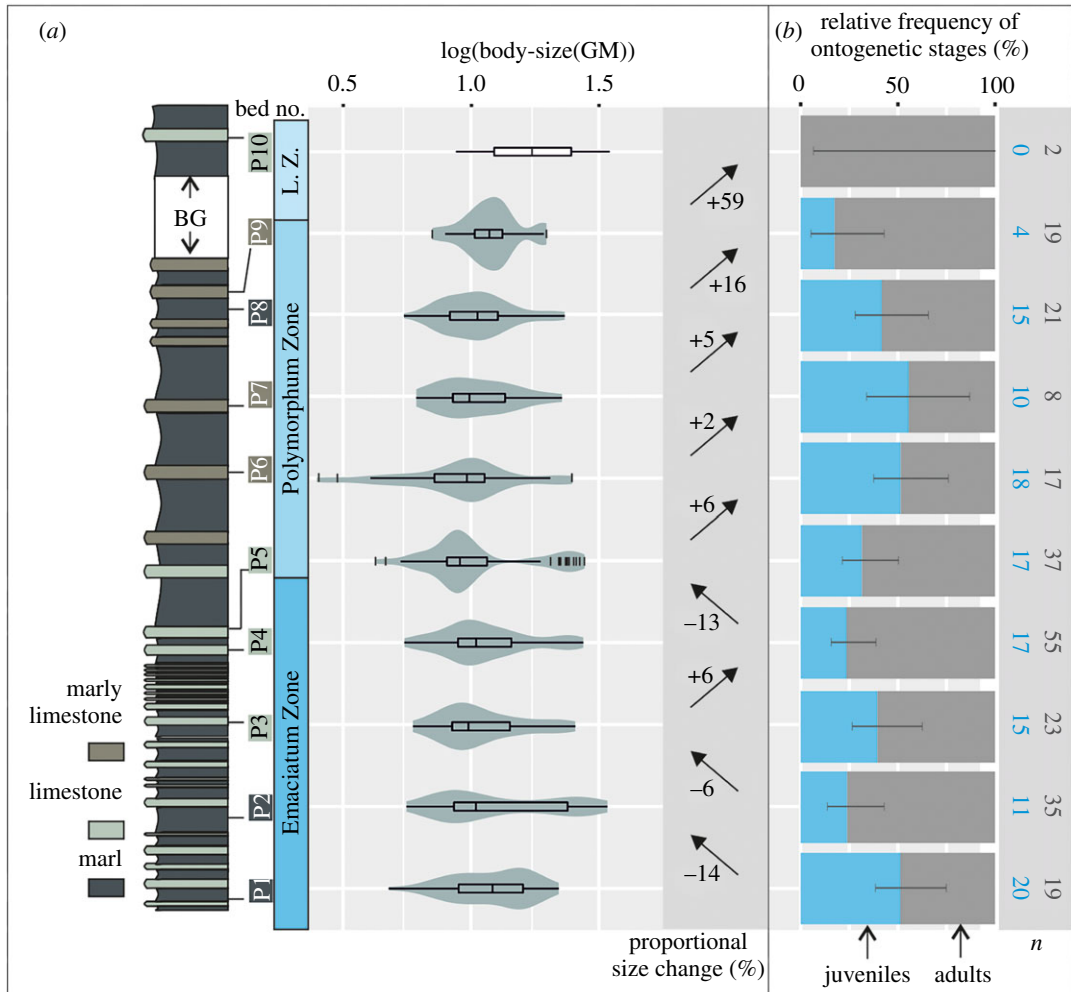 (a)
log(body-size(GM))
0.5 1.0 1.5
bed no.
(b)
relative frequency of
ontogenetic stages (%)
0 50 100
P10
L. Z.
+59
0 2
BG
P9
+16
4 19
P8
+5
15 21
Polymorphum Zone
P7
+2
10 8
P6
+6
18 17
P5
–13
17 37
P4
+6
17 55
marly
limestone
P3
–6
15 23
limestone
Emaciatum Zone
P2
–14
11 35
marl
P1
20 19
proportional
size change (%)
juveniles adults
n